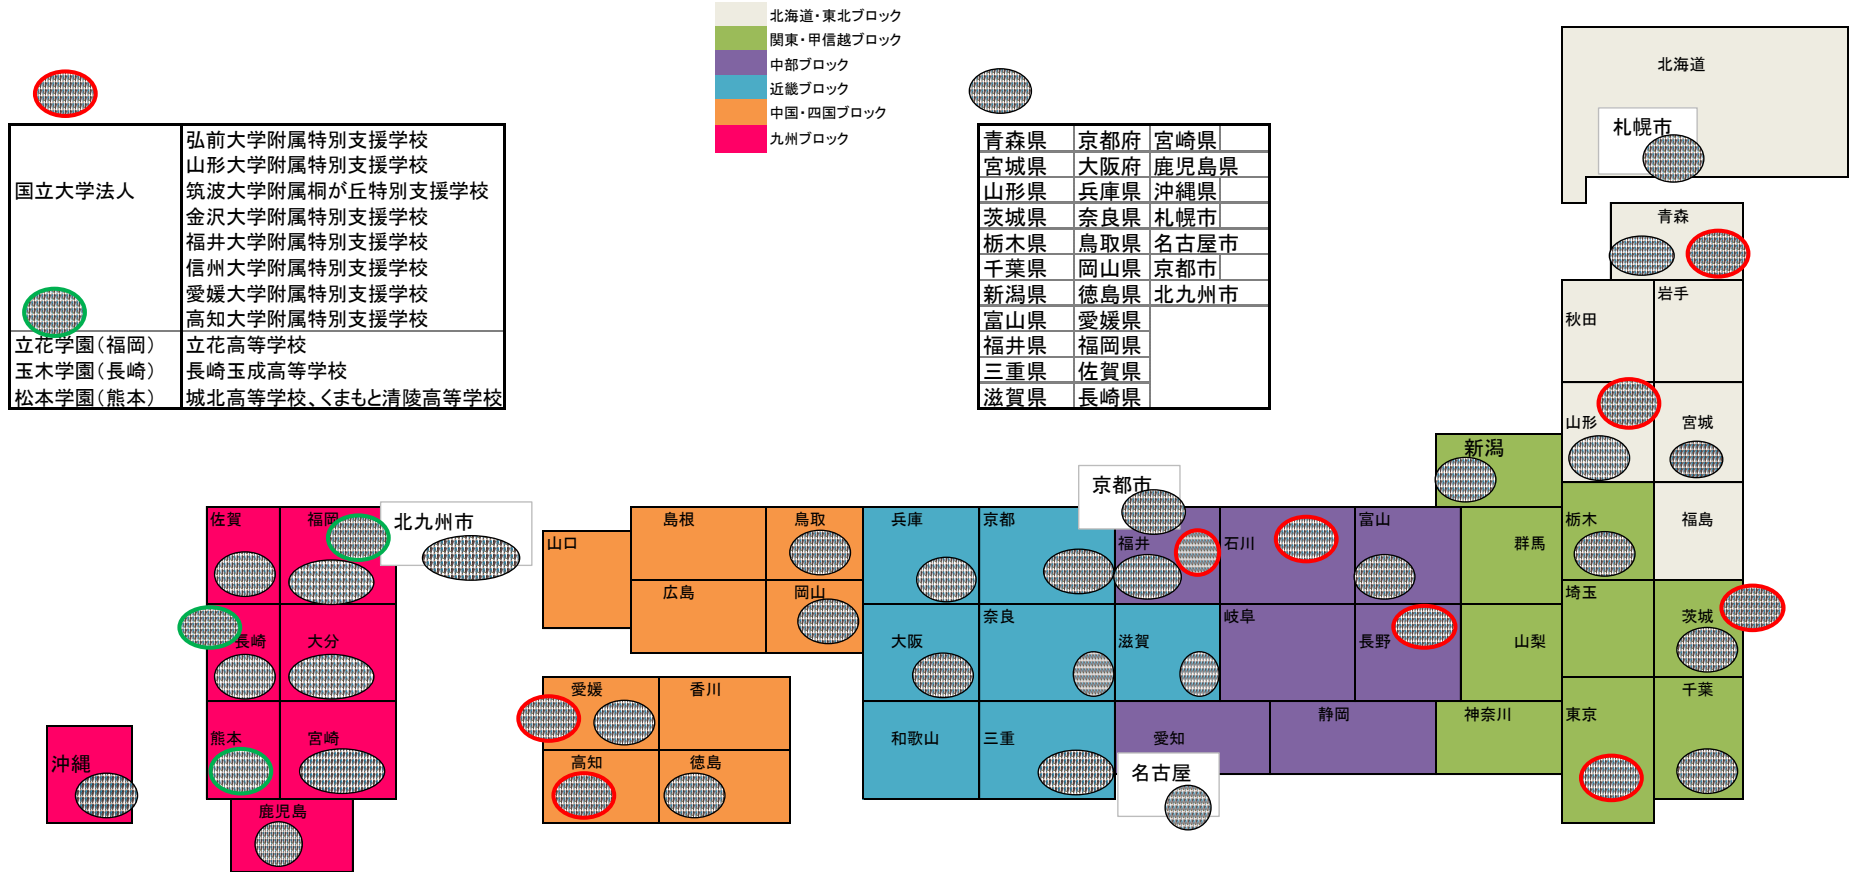 北海道・東北ブロック
関東・甲信越ブロック
中部ブロック
近畿ブロック
中国・四国ブロック
九州ブロック
国立大学法人
弘前大学附属特別支援学校
山形大学附属特別支援学校
筑波大学附属桐が丘特別支援学校
金沢大学附属特別支援学校
福井大学附属特別支援学校
信州大学附属特別支援学校
愛媛大学附属特別支援学校
高知大学附属特別支援学校
立花学園（福岡） 立花高等学校
玉木学園（長崎） 長崎玉成高等学校
松本学園（熊本） 城北高等学校、くまもと清陵高等学校
青森県 京都府 宮崎県
宮城県 大阪府 鹿児島県
山形県 兵庫県 沖縄県
茨城県 奈良県 札幌市
栃木県 鳥取県 名古屋市
千葉県 岡山県 京都市
新潟県 徳島県 北九州市
富山県 愛媛県
福井県 福岡県
三重県 佐賀県
滋賀県 長崎県
北海道
札幌市
青森
岩手
秋田
山形
宮城
新潟
京都市
北九州市
佐賀
福岡
島根
鳥取
兵庫
京都
福井
石川
富山
群馬
栃木
福島
山口
広島
岡山
奈良
岐阜
埼玉
茨城
長崎
大分
大阪
滋賀
長野
山梨
愛媛
香川
千葉
熊本
宮崎
和歌山
三重
愛知
静岡
神奈川
東京
沖縄
高知
徳島
名古屋
鹿児島